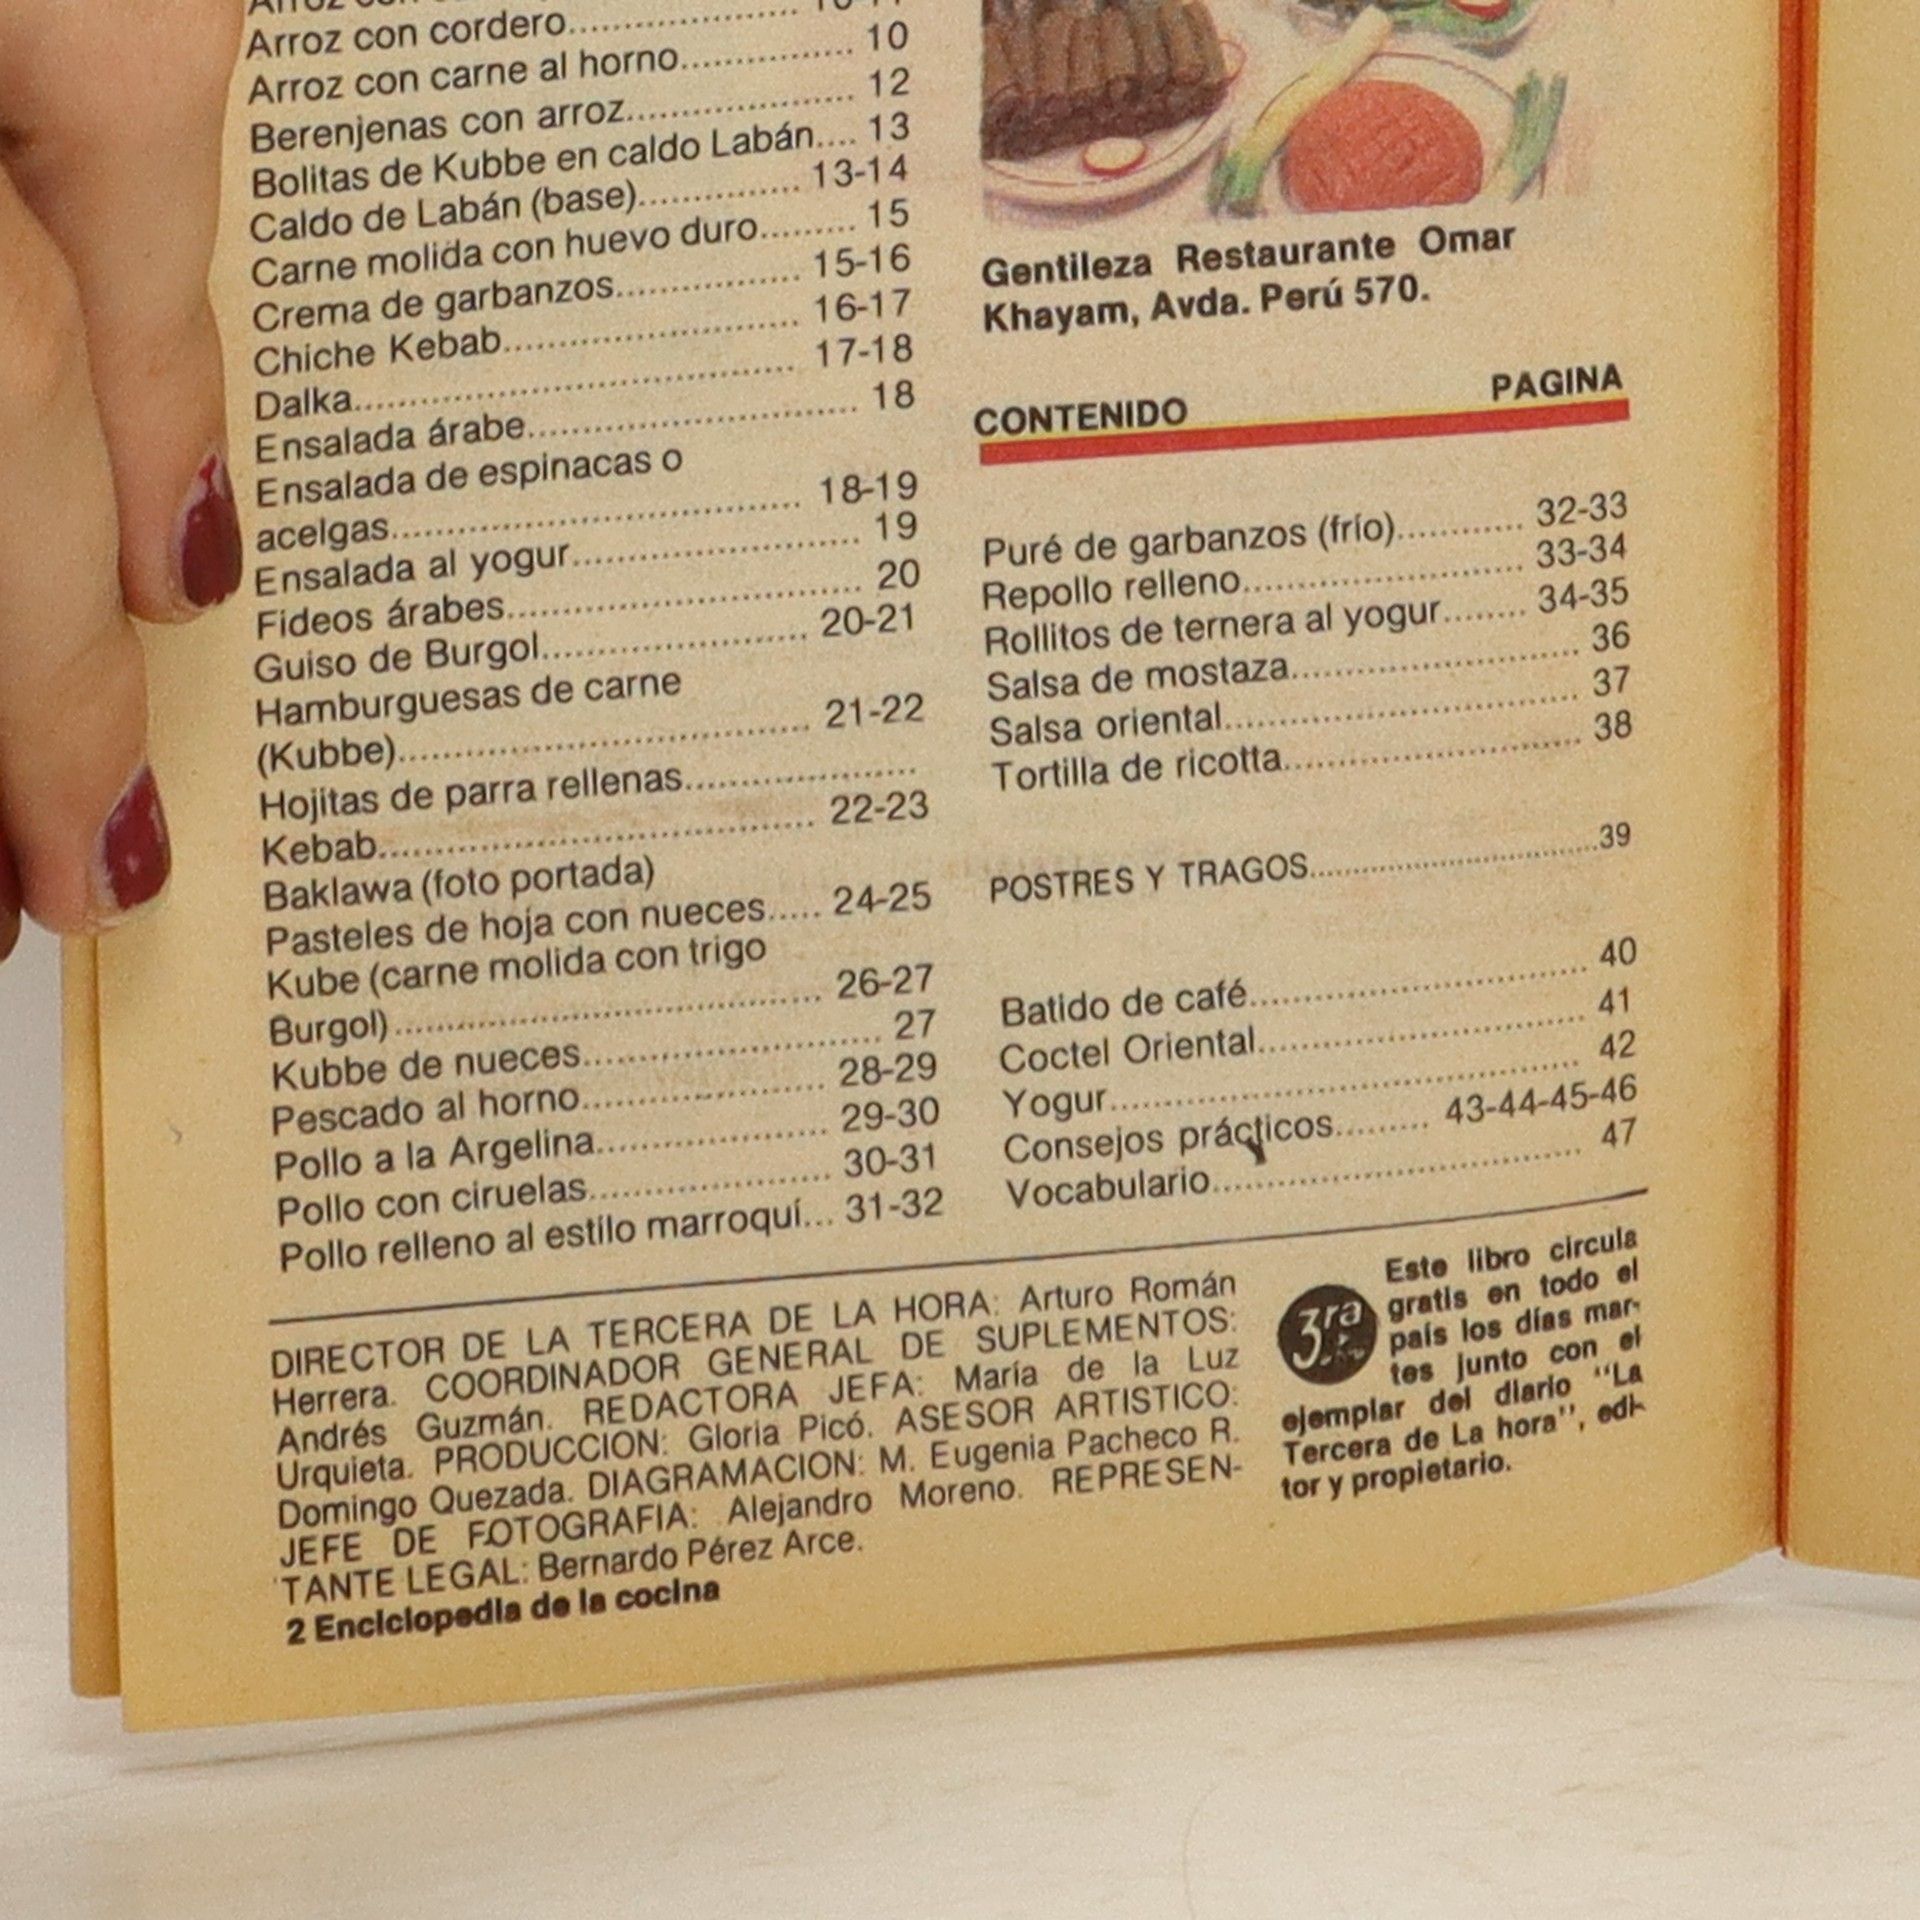 Arroz con
Arroz con cordero.................... 10-11
Arroz con carne al horno................ 10
Berenjenas con arroz..................... 12
Bolitas de Kubbe en caldo Labán.... 13
Caldo de Labán (base)............... 13-14
Carne molida con huevo duro......... 15
Crema de garbanzos................. 15-16
Chiche Kebab.............................. 16-17
Dalka............................................. 17-18
Ensalada árabe.................................. 18
Ensalada de espinacas o
acelgas.......................................... 18-19
Ensalada al yogur............................ 19
Fideos árabes................................... 20
Guiso de Burgol........................... 20-21
Hamburguesas de carne
(Kubbe)........................................ 21-22
Hojitas de parra rellenas.....................
Kebab............................................. 22-23
Baklawa (foto portada)
Pasteles de hoja con nueces..... 24-25
Kube (carne molida con trigo
Burgol).......................................... 26-27
Kubbe de nueces............................ 27
Pescado al horno....................... 28-29
Pollo a la Argelina....................... 29-30
Pollo con ciruelas........................ 30-31
Pollo relleno al estilo marroquí... 31-32
Gentileza Restaurante Omar
Khayam, Avda. Perú 570.
CONTENIDO PAGINA
Puré de garbanzos (frío)........... 32-33
Repollo relleno........................... 33-34
Rollitos de ternera al yogur........ 34-35
Salsa de mostaza............................ 36
Salsa oriental................................... 37
Tortilla de ricotta.............................. 38
POSTRES Y TRAGOS.............................39
Batido de café.................................. 40
Coctel Oriental................................. 41
Yogur................................................ 42
Consejos prácticos......... 43-44-45-46
Vocabulario...................................... 47
DIRECTOR DE LA TERCERA DE LA HORA: Arturo Román
Herrera. COORDINADOR GENERAL DE SUPLEMENTOS:
Andrés Guzmán. REDACTORA JEFA: María de la Luz
Urquieta. PRODUCCION: Gloria Picó. ASESOR ARTISTICO:
Domingo Quezada. DIAGRAMACION: M. Eugenia Pacheco R.
JEFE DE FOTOGRAFIA: Alejandro Moreno. REPRESEN-
TANTE LEGAL: Bernardo Pérez Arce.
2 Enciclopedia de la cocina
3ra
Este libro circula
gratis en todo el
país los días mar-
tes junto con el
ejemplar del diario "La
Tercera de La hora", edi-
tor y propietario.